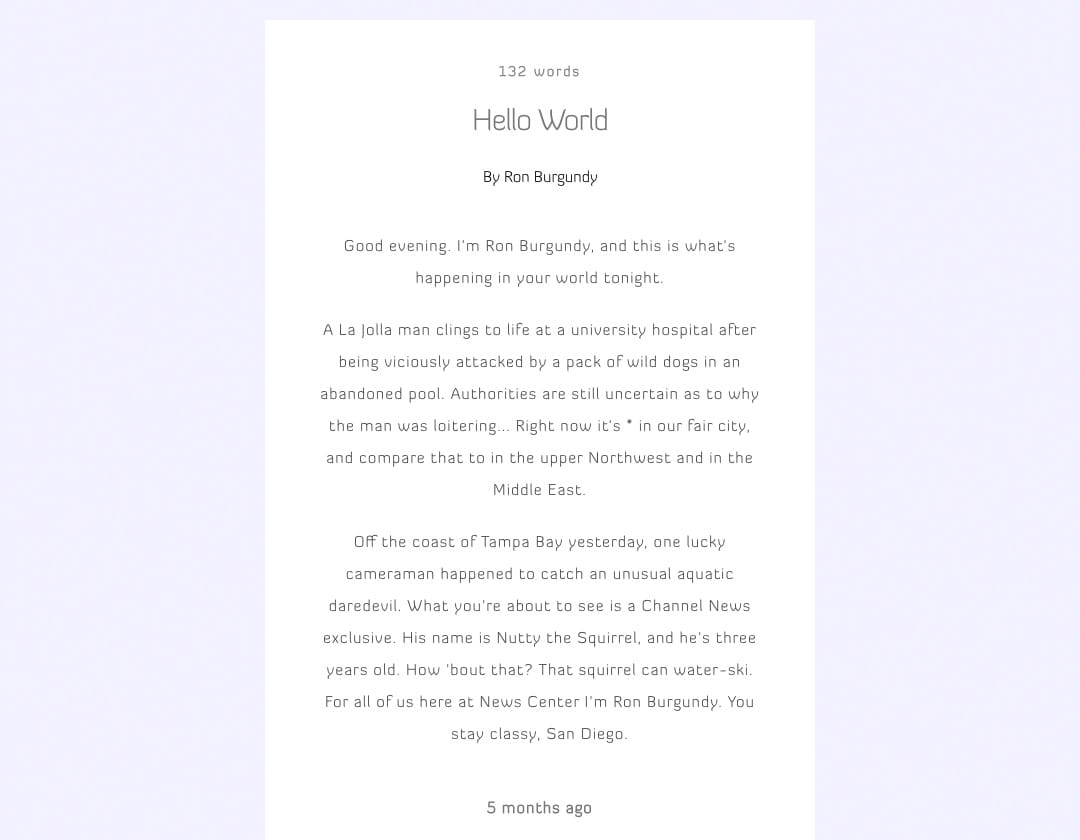 132 words
Hello World
By Ron Burgundy
Good evening. I'm Ron Burgundy, and this is what's
happening in your world tonight.
A La Jolla man clings to life at a university hospital after
being viciously attacked by a pack of wild dogs in an
abandoned pool. Authorities are still uncertain as to why
the man was loitering... Right now it's * in our fair city,
and compare that to in the upper Northwest and in the
Middle East.
Off the coast of Tampa Bay yesterday, one lucky
cameraman happened to catch an unusual aquatic
daredevil. What you're about to see is a Channel News
exclusive. His name is Nutty the Squirrel, and he's three
years old. How 'bout that? That squirrel can water-ski.
For all of us here at News Center I'm Ron Burgundy. You
stay classy, San Diego.
5 months ago